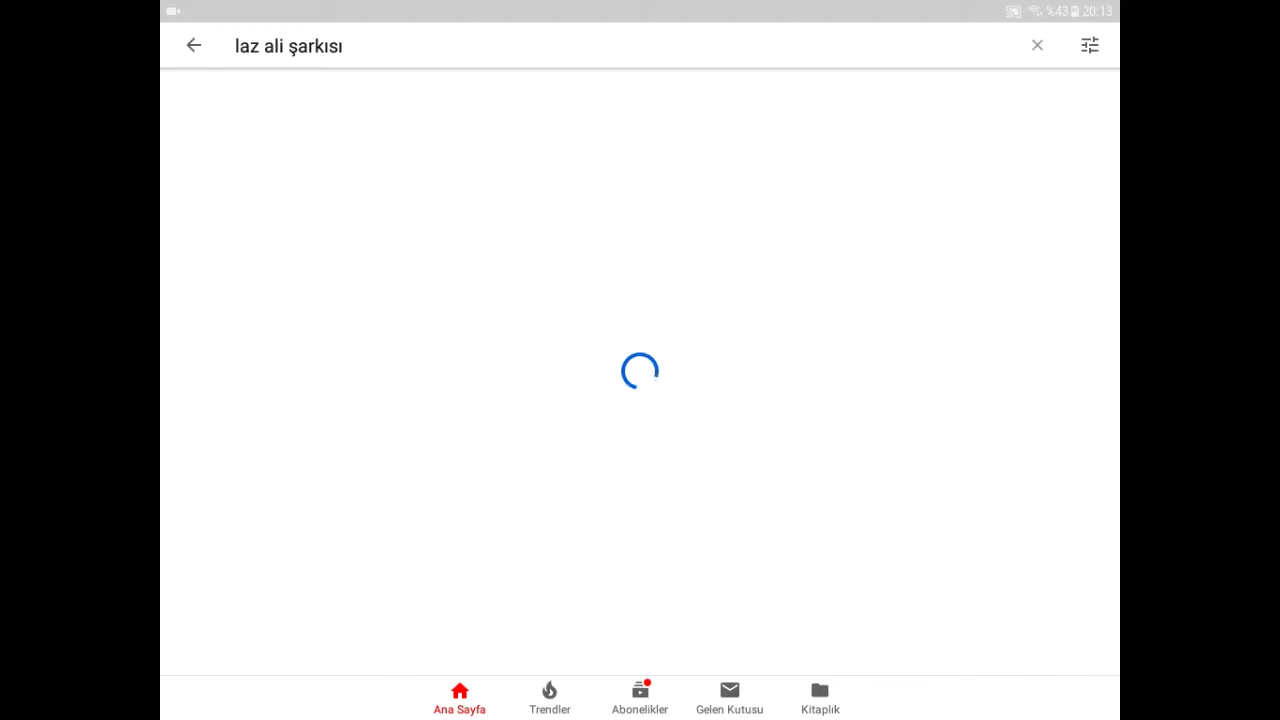 %43 20:13
laz ali şarkısı
Ana Sayfa
Trendler
Abonelikler
Gelen Kutusu
Kitaplık